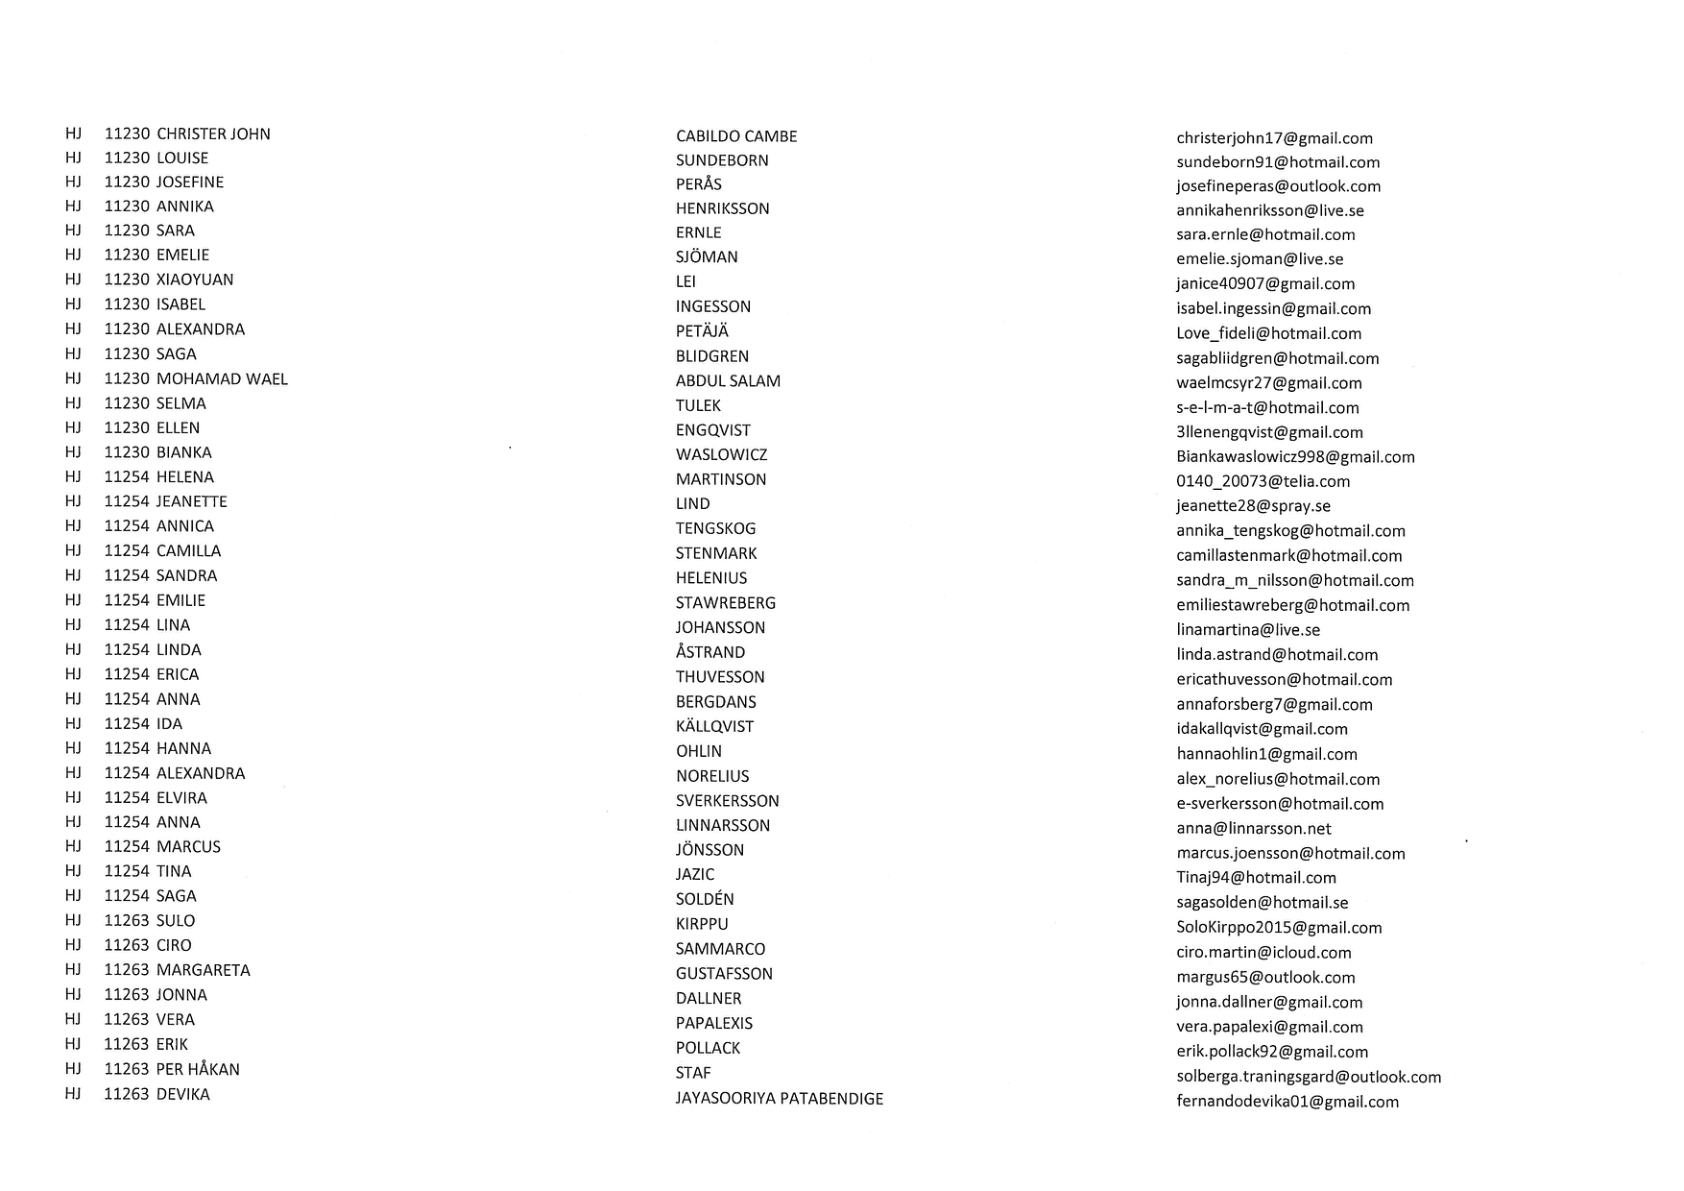 HJ 11230 CHRISTER JOHN CABILDO CAMBE christerjohn17@gmail.com
HJ 11230 LOUISE SUNDEBORN sundeborn91@hotmail.com
HJ 11230 JOSEFINE PERÅS josefineperas@outlook.com
HJ 11230 ANNIKA HENRIKSSON annikahenriksson@live.se
HJ 11230 SARA ERNLE sara.ernle@hotmail.com
HJ 11230 EMELIE SJÖMAN emelie.sjoman@live.se
HJ 11230 XIAOYUAN LEI janice40907@gmail.com
HJ 11230 ISABEL INGESSON isabel.ingessin@gmail.com
HJ 11230 ALEXANDRA PETÄJÄ Love_fideli@hotmail.com
HJ 11230 SAGA BLIDGREN sagabliidgren@hotmail.com
HJ 11230 MOHAMAD WAEL ABDUL SALAM waelmcsyr27@gmail.com
HJ 11230 SELMA TULEK s-e-l-m-a-t@hotmail.com
HJ 11230 ELLEN ENGQVIST 3llenengqvist@gmail.com
HJ 11230 BIANKA WASLOWICZ Biankawaslowicz998@gmail.com
HJ 11254 HELENA MARTINSON 0140_20073@telia.com
HJ 11254 JEANETTE LIND jeanette28@spray.se
HJ 11254 ANNICA TENGSKOG annika_tengskog@hotmail.com
HJ 11254 CAMILLA STENMARK camillastenmark@hotmail.com
HJ 11254 SANDRA HELENIUS sandra_m_nilsson@hotmail.com
HJ 11254 EMILIE STAWREBERG emiliestawreberg@hotmail.com
HJ 11254 LINA JOHANSSON linamartina@live.se
HJ 11254 LINDA ÅSTRAND linda.astrand@hotmail.com
HJ 11254 ERICA THUVESSON ericathuvesson@hotmail.com
HJ 11254 ANNA BERGDANS annaforsberg7@gmail.com
HJ 11254 IDA KÄLLQVIST idakallqvist@gmail.com
HJ 11254 HANNA OHLIN hannaohlin1@gmail.com
HJ 11254 ALEXANDRA NORELIUS alex_norelius@hotmail.com
HJ 11254 ELVIRA SVERKERSSON e-sverkersson@hotmail.com
HJ 11254 ANNA LINNARSSON anna@linnarsson.net
HJ 11254 MARCUS JÖNSSON marcus.joensson@hotmail.com
HJ 11254 TINA JAZIC Tinaj94@hotmail.com
HJ 11254 SAGA SOLDÉN sagasolden@hotmail.se
HJ 11263 SULO KIRPPU SoloKirppo2015@gmail.com
HJ 11263 CIRO SAMMARCO ciro.martin@icloud.com
HJ 11263 MARGARETA GUSTAFSSON margus65@outlook.com
HJ 11263 JONNA DALLNER jonna.dallner@gmail.com
HJ 11263 VERA PAPALEXIS vera.papalexi@gmail.com
HJ 11263 ERIK POLLACK erik.pollack92@gmail.com
HJ 11263 PER HÅKAN STAF solberga.traningsgard@outlook.com
HJ 11263 DEVIKA JAYASOORIYA PATABENDIGE fernandodevika01@gmail.com